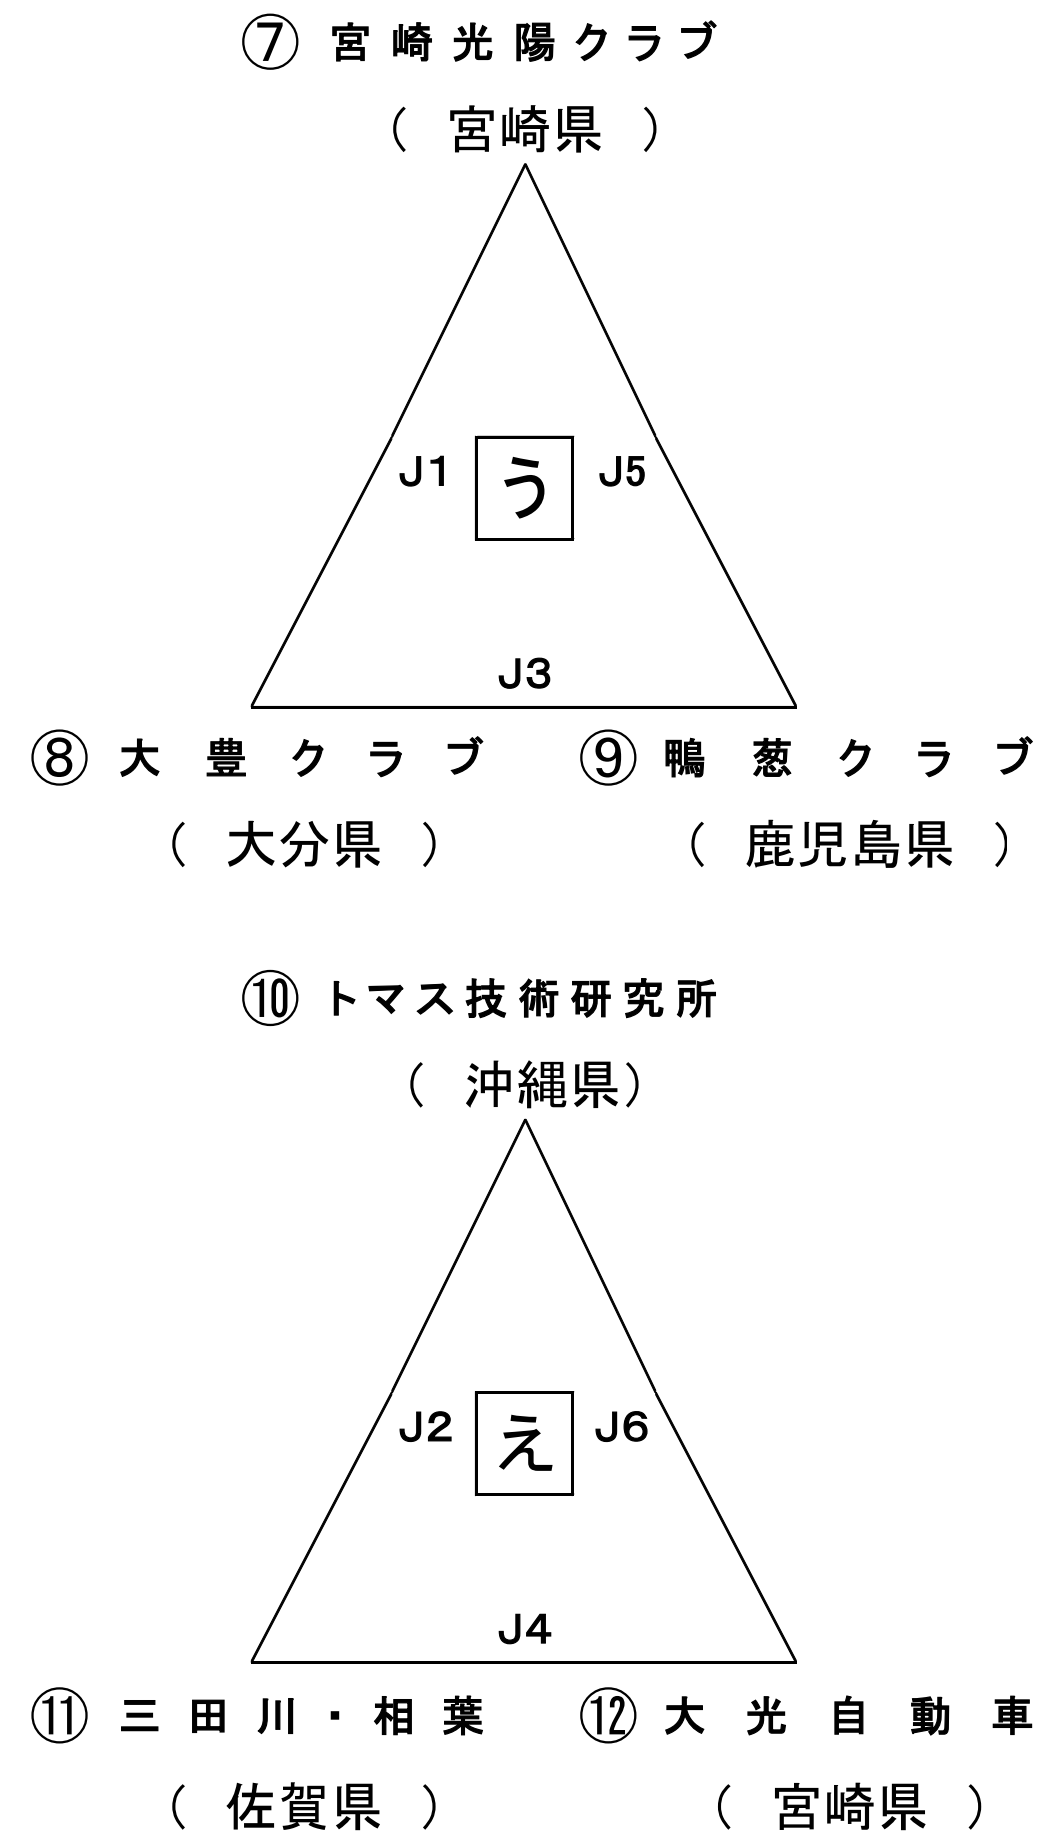 ⑦ 宮崎光陽クラブ
（ 宮崎県 ）
J1 う J5
J3
⑧ 大豊クラブ ⑨ 鴨葱クラブ
（ 大分県 ） （ 鹿児島県 ）
⑩ トマス技術研究所
（ 沖縄県）
J2 え J6
J4
⑪ 三田川・相葉 ⑫ 大光自動車
（ 佐賀県 ） （ 宮崎県 ）